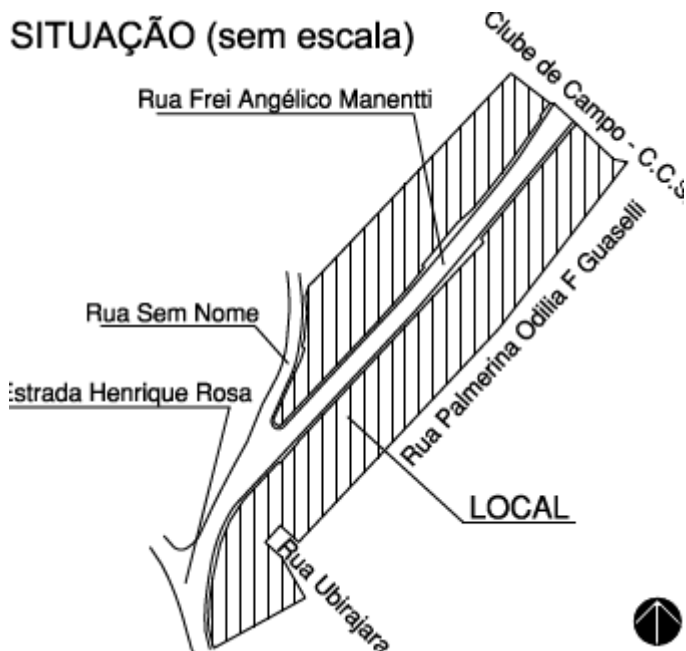 SITUAÇÃO (sem escala)
Clube de Campo - C.C.S.
Rua Frei Angélico Manentti
Rua Sem Nome
Estrada Henrique Rosa
Rua Palmerina Odilia F Guaselli
LOCAL
Rua Ubirajara